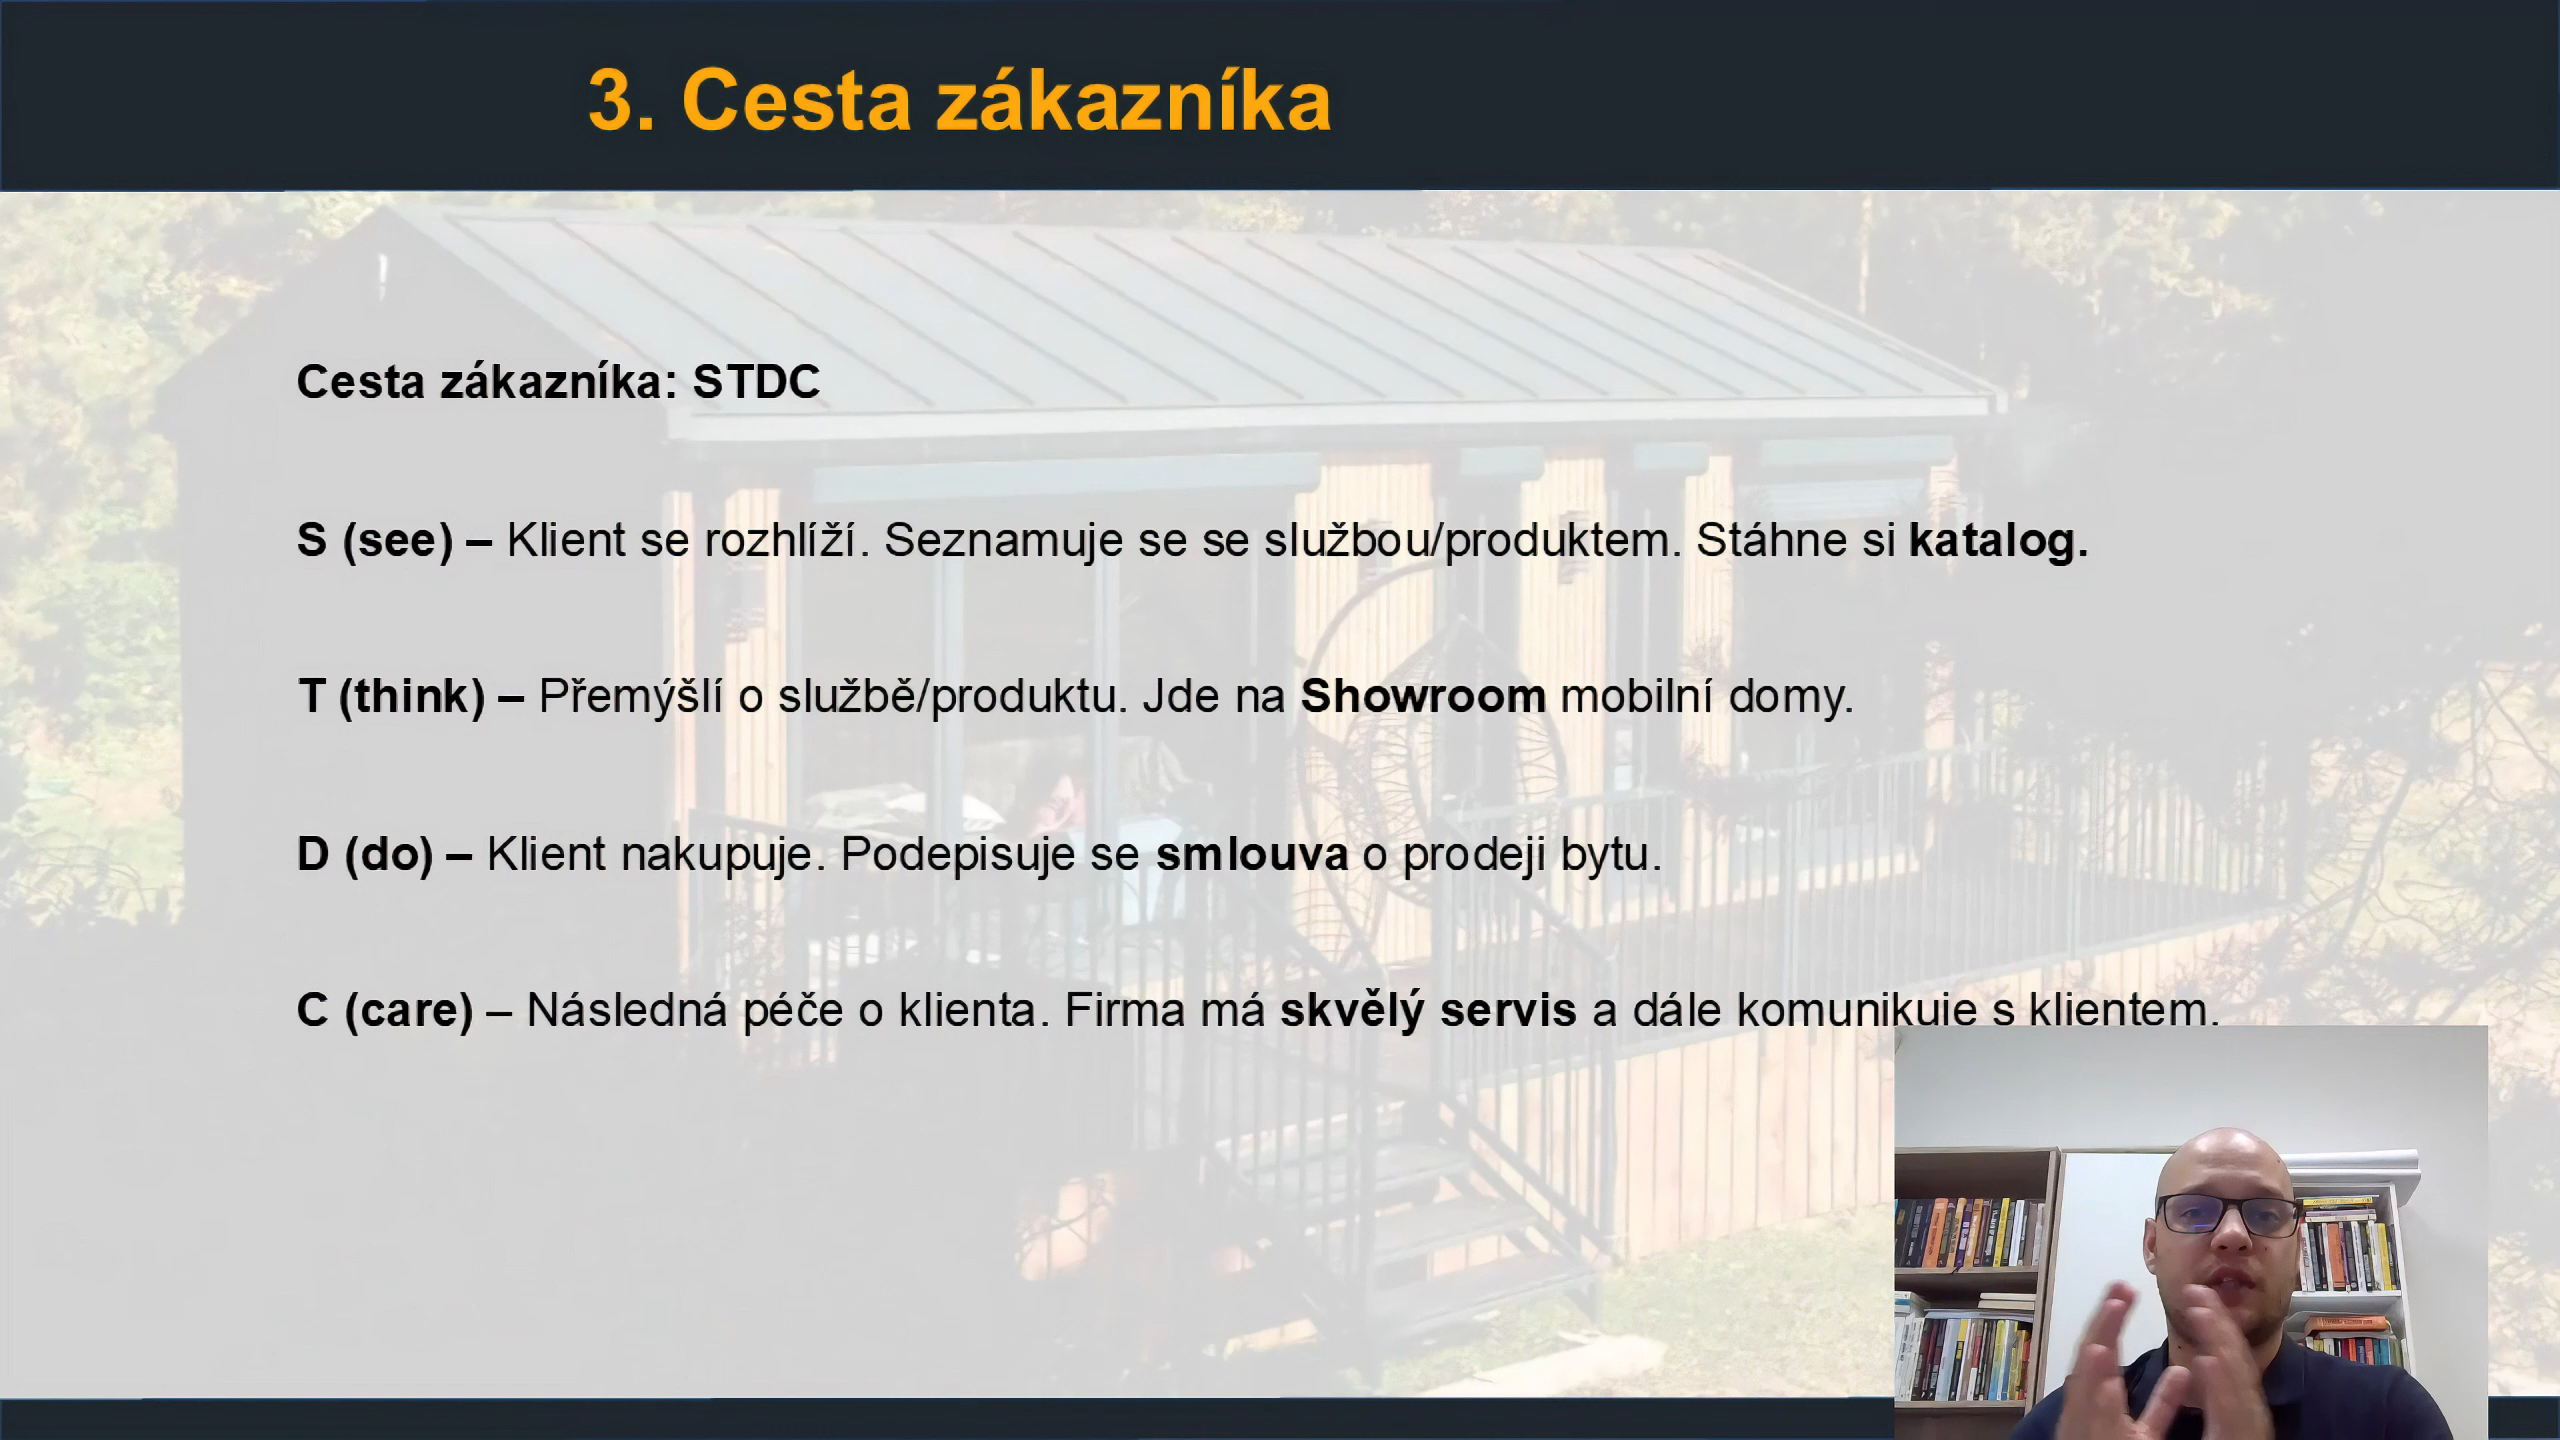 3. Cesta zákazníka
Cesta zákazníka: STDC
S (see) – Klient se rozhlíží. Seznamuje se se službou/produktem. Stáhne si katalog.
T (think) – Přemýšlí o službě/produktu. Jde na Showroom mobilní domy.
D (do) – Klient nakupuje. Podepisuje se smlouva o prodeji bytu.
C (care) – Následná péče o klienta. Firma má skvělý servis a dále komunikuje s klientem.